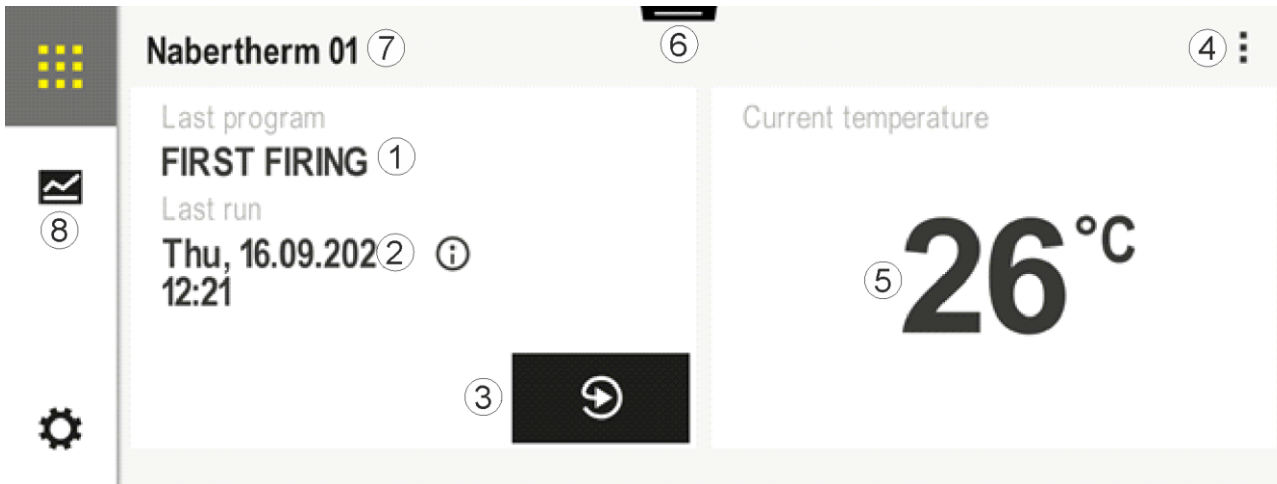 Nabertherm 01 7
6
4
Last program
FIRST FIRING 1
Last run
Thu, 16.09.202 2
12:21
3
Current temperature
5 26 °C
8